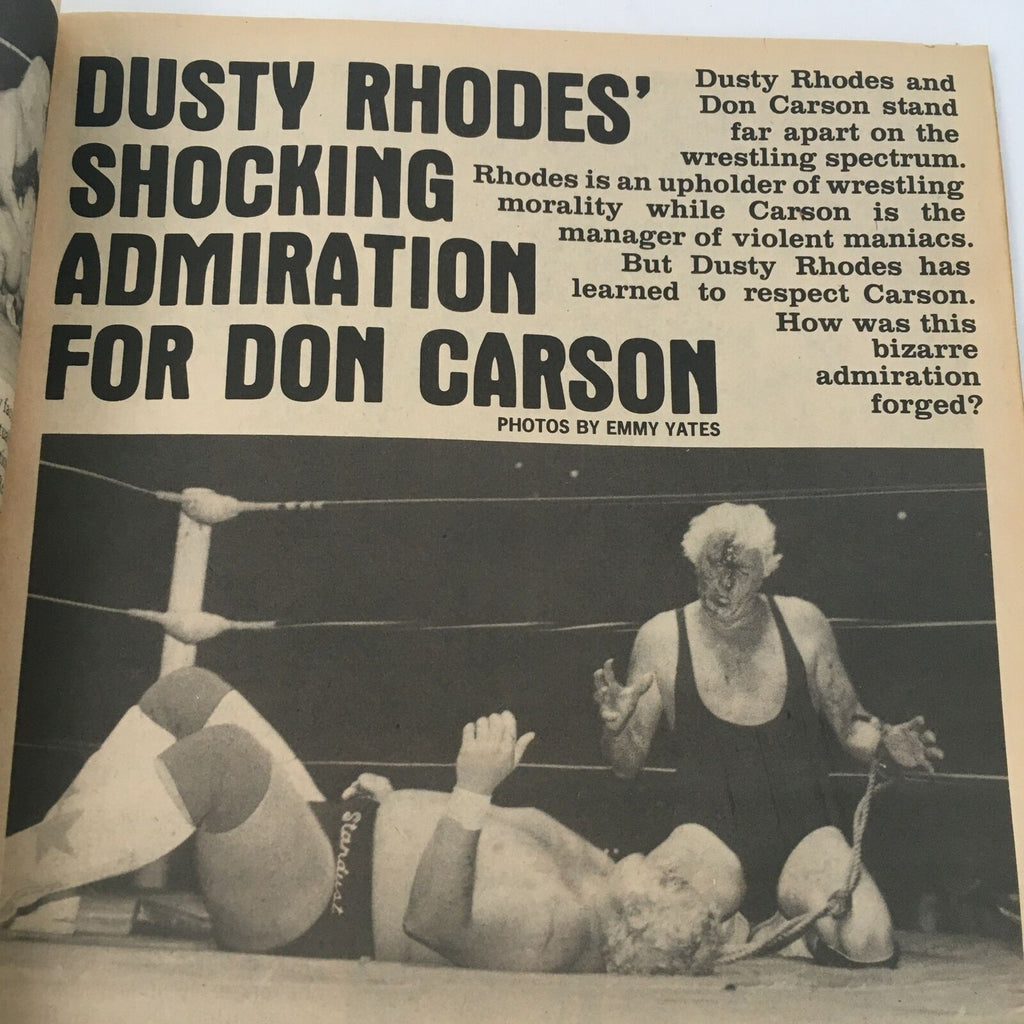 DUSTY RHODES'
SHOCKING
ADMIRATION
FOR DON CARSON
Dusty Rhodes and
Don Carson stand
far apart on the
wrestling spectrum.
Rhodes is an upholder of wrestling
morality while Carson is the
manager of violent maniacs.
But Dusty Rhodes has
learned to respect Carson.
How was this
bizarre
admiration
forged?
PHOTOS BY EMMY YATES
Stardust